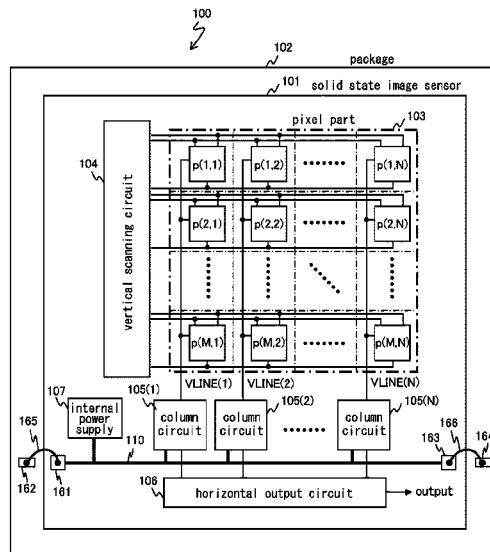 100
102
package
101
solid state image sensor
103
pixel part
104
vertical scanning circuit
p(1,1) p(1,2) ······· p(1,N)
p(2,1) p(2,2) ······· p(2,N)
p(M,1) p(M,2) ······· p(M,N)
VLINE(1) VLINE(2) VLINE(N)
107
internal power supply
105(1)
column circuit
105(2)
column circuit
105(N)
column circuit
165
110
166
162
161
163
164
106
horizontal output circuit
output